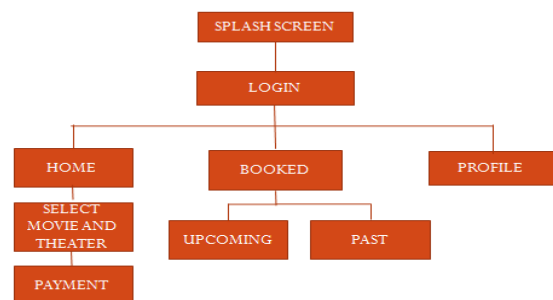 SPLASH SCREEN
LOGIN
HOME
BOOKED
PROFILE
SELECT
MOVIE AND
THEATER
UPCOMING
PAST
PAYMENT